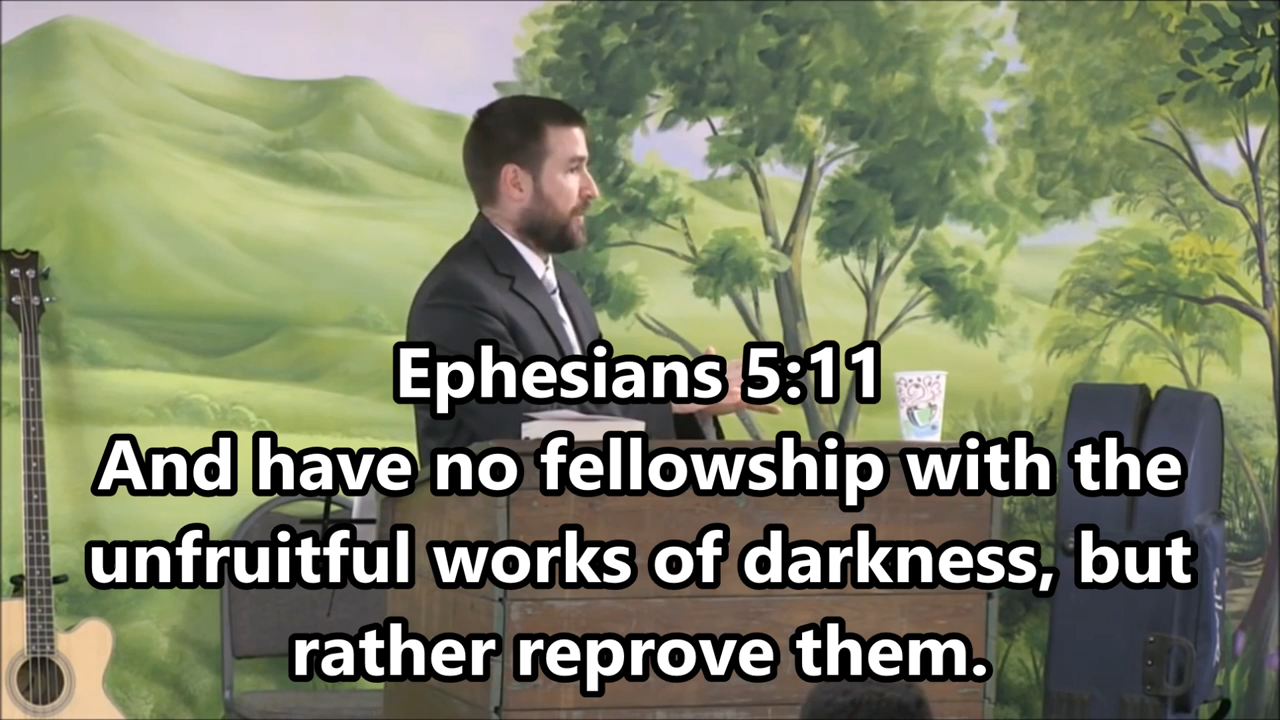 Ephesians 5:11
And have no fellowship with the
unfruitful works of darkness, but
rather reprove them.